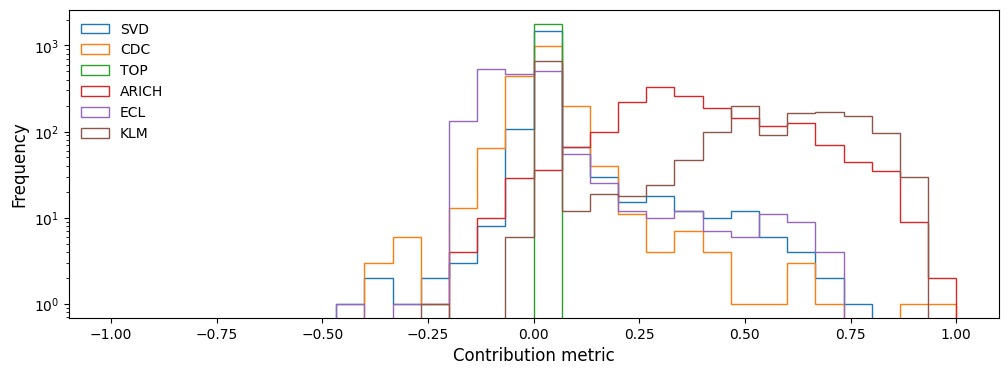 SVD
CDC
TOP
ARICH
ECL
KLM
Frequency
10³
10²
10¹
10⁰
−1.00 −0.75 −0.50 −0.25 0.00 0.25 0.50 0.75 1.00
Contribution metric